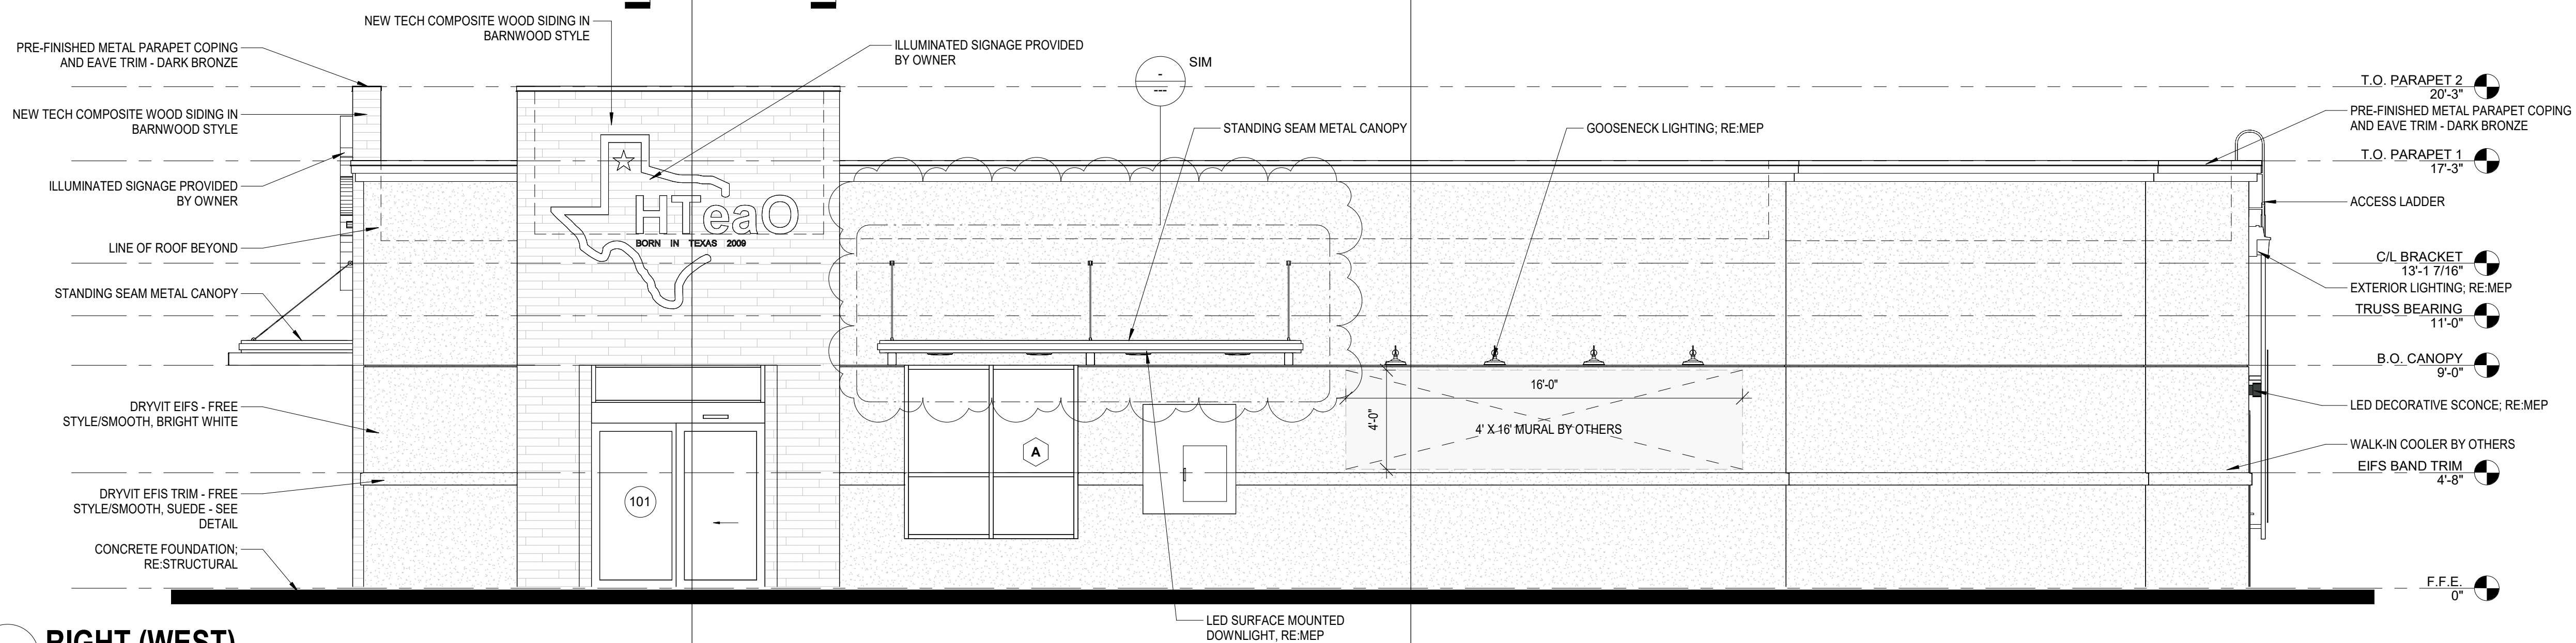 NEW TECH COMPOSITE WOOD SIDING IN
BARNWOOD STYLE
PRE-FINISHED METAL PARAPET COPING
AND EAVE TRIM - DARK BRONZE
NEW TECH COMPOSITE WOOD SIDING IN
BARNWOOD STYLE
ILLUMINATED SIGNAGE PROVIDED
BY OWNER
LINE OF ROOF BEYOND
STANDING SEAM METAL CANOPY
DRYVIT EIFS - FREE
STYLE/SMOOTH, BRIGHT WHITE
DRYVIT EFIS TRIM - FREE
STYLE/SMOOTH, SUEDE - SEE
DETAIL
CONCRETE FOUNDATION;
RE:STRUCTURAL
ILLUMINATED SIGNAGE PROVIDED
BY OWNER
HTeaO
BORN IN TEXAS 2009
101
-
---
SIM
STANDING SEAM METAL CANOPY
GOOSENECK LIGHTING; RE:MEP
A
16'-0"
4'-0"
4' X 16' MURAL BY OTHERS
LED SURFACE MOUNTED
DOWNLIGHT, RE:MEP
T.O. PARAPET 2
20'-3"
PRE-FINISHED METAL PARAPET COPING
AND EAVE TRIM - DARK BRONZE
T.O. PARAPET 1
17'-3"
ACCESS LADDER
C/L BRACKET
13'-1 7/16"
EXTERIOR LIGHTING; RE:MEP
TRUSS BEARING
11'-0"
B.O. CANOPY
9'-0"
LED DECORATIVE SCONCE; RE:MEP
WALK-IN COOLER BY OTHERS
EIFS BAND TRIM
4'-8"
F.F.E.
0"
RIGHT (WEST)